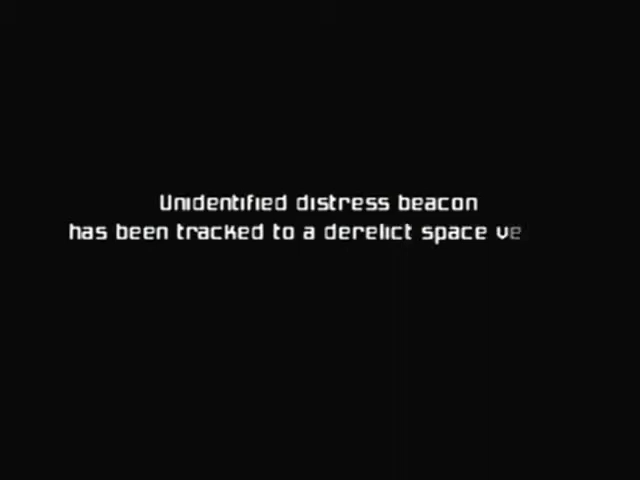 Unidentified distress beacon
has been tracked to a derelict space ve